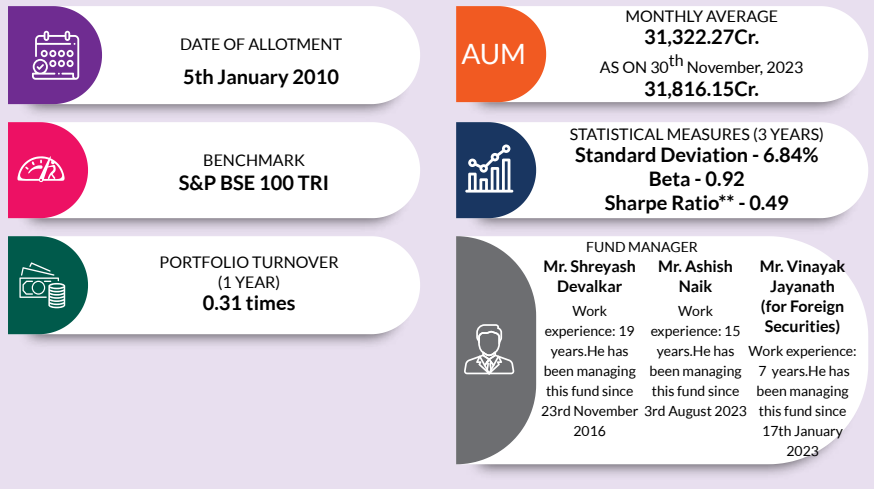 DATE OF ALLOTMENT
5th January 2010
BENCHMARK
S&P BSE 100 TRI
PORTFOLIO TURNOVER
(1 YEAR)
0.31 times
AUM
MONTHLY AVERAGE
31,322.27Cr.
AS ON 30th November, 2023
31,816.15Cr.
STATISTICAL MEASURES (3 YEARS)
Standard Deviation - 6.84%
Beta - 0.92
Sharpe Ratio** - 0.49
FUND MANAGER
Mr. Shreyash
Devalkar
Work
experience: 19
years.He has
been managing
this fund since
23rd November
2016
Mr. Ashish
Naik
Work
experience: 15
years.He has
been managing
this fund since
3rd August 2023
Mr. Vinayak
Jayanath
(for Foreign
Securities)
Work experience:
7 years.He has
been managing
this fund since
17th January
2023